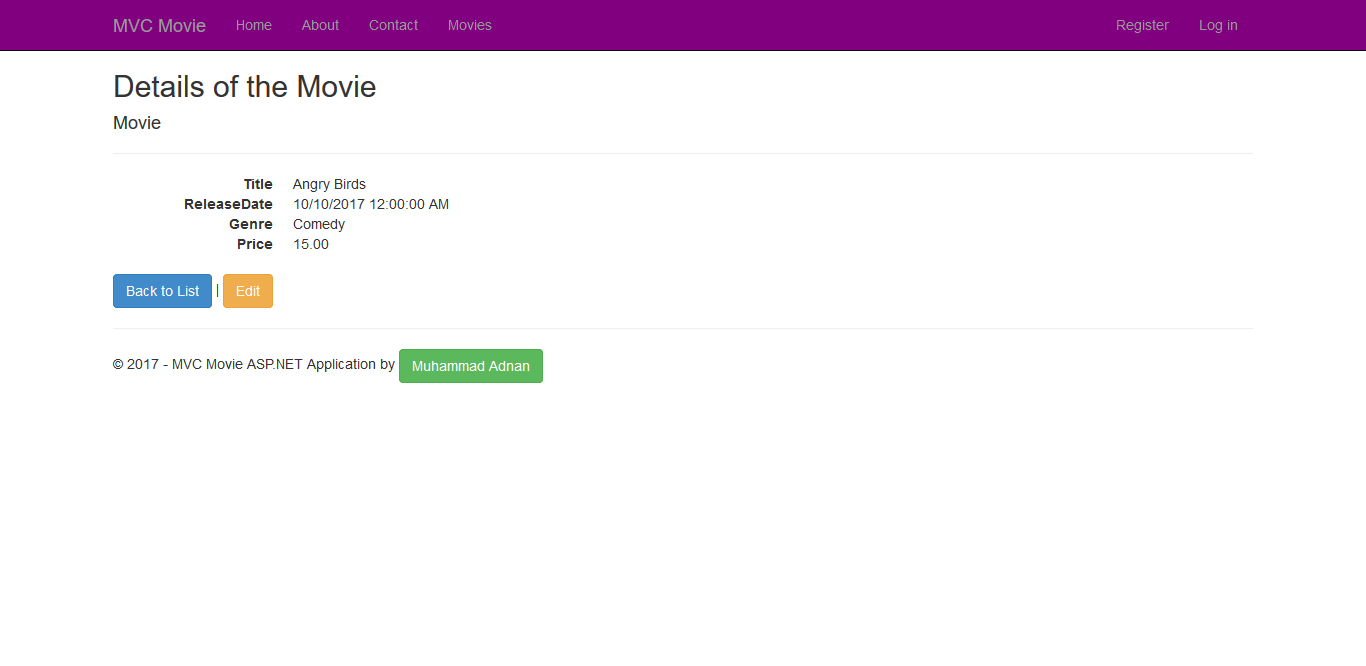 MVC Movie Home About Contact Movies Register Log in
Details of the Movie
Movie
Title Angry Birds
ReleaseDate 10/10/2017 12:00:00 AM
Genre Comedy
Price 15.00
Back to List | Edit
© 2017 - MVC Movie ASP.NET Application by Muhammad Adnan